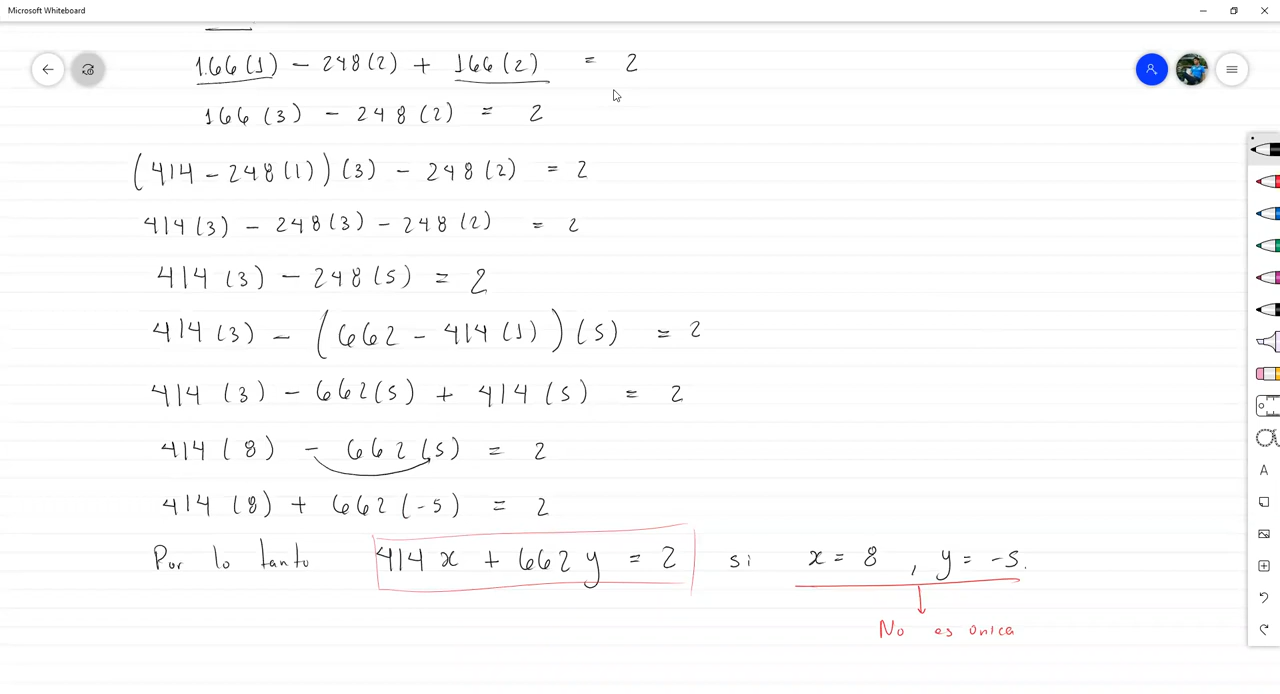 Microsoft Whiteboard
166(1) - 248(2) + 166(2) = 2
166(3) - 248(2) = 2
(414 - 248(1))(3) - 248(2) = 2
414(3) - 248(3) - 248(2) = 2
414(3) - 248(5) = 2
414(3) - (662 - 414(1))(5) = 2
414(3) - 662(5) + 414(5) = 2
414(8) - 662(5) = 2
414(8) + 662(-5) = 2
Por lo tanto 414x + 662y = 2 si x = 8 , y = -5.
No es única
A